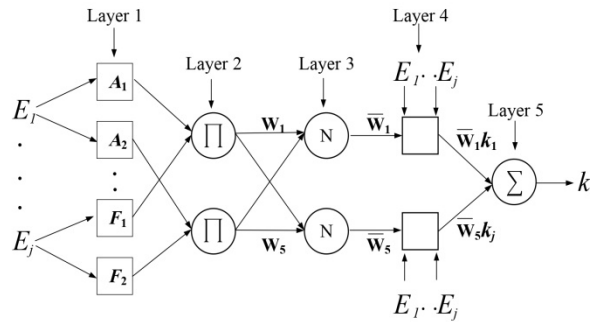 Layer 1
Layer 2
Layer 3
Layer 4
Layer 5
E₁
.
.
.
Eⱼ
A₁
A₂
. .
F₁
F₂
∏
∏
W₁
W₅
N
N
W̅₁
W̅₅
E₁ . . Eⱼ
E₁ . . Eⱼ
W̅₁k₁
W̅₅kⱼ
∑
k